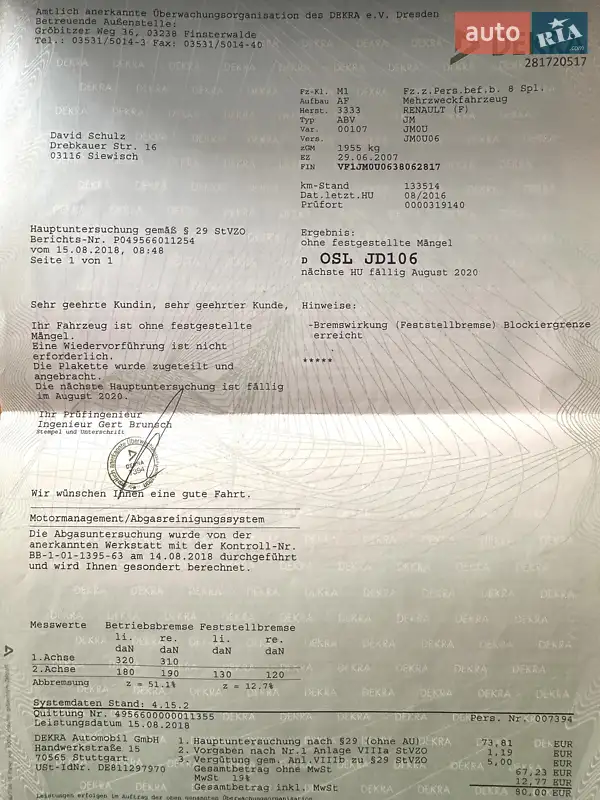 Amtlich anerkannte Überwachungsorganisation des DEKRA e.V. Dresden
Betreuende Außenstelle:
Gröbitzer Weg 36, 03238 Finsterwalde
Tel.: 03531/5014-3 Fax: 03531/5014-40
auto RIA .com
281720517
Fz-Kl. M1 Fz.z.Pers.bef.b. 8 Spl.
Aufbau AF Mehrzweckfahrzeug
Herst. 3333 RENAULT (F)
Typ ABV JM
Var. 00107 JM0U
Vers. JM0U06
zGM 1955 kg
EZ 29.06.2007
FIN VF1JM0U0638062817
David Schulz
Drebkauer Str. 16
03116 Siewisch
km-Stand 133514
Dat.letzt.HU 08/2016
Prüfort 0000319140
Hauptuntersuchung gemäß § 29 StVZO
Berichts-Nr. P049566011254
vom 15.08.2018, 08:48
Seite 1 von 1
Ergebnis:
ohne festgestellte Mängel
D OSL JD106
nächste HU fällig August 2020
Sehr geehrte Kundin, sehr geehrter Kunde,
Ihr Fahrzeug ist ohne festgestellte
Mängel.
Eine Wiedervorführung ist nicht
erforderlich.
Die Plakette wurde zugeteilt und
angebracht.
Die nächste Hauptuntersuchung ist fällig
im August 2020.
Hinweise:
-Bremswirkung (Feststellbremse) Blockiergrenze
erreicht
*****
Ihr Prüfingenieur
Ingenieur Gert Brunsch
Stempel und Unterschrift
DEKRA
Wir wünschen Ihnen eine gute Fahrt.
Motormanagement/Abgasreinigungssystem
Die Abgasuntersuchung wurde von der
anerkannten Werkstatt mit der Kontroll-Nr.
BB-1-01-1395-63 am 14.08.2018 durchgeführt
und wird Ihnen gesondert berechnet.
Messwerte Betriebsbremse Feststellbremse
li. re. li. re.
daN daN daN daN
1.Achse 320 310
2.Achse 180 190 130 120
Abbremsung z = 51.1% z = 12.7%
Systemdaten Stand: 4.15.2
Quittung Nr. 4956600000011355 Pers. Nr. 007394
Leistungsdatum 15.08.2018
DEKRA Automobil GmbH
Handwerkstraße 15
70565 Stuttgart
USt-IdNr. DE811297970
1. Hauptuntersuchung nach §29 (ohne AU) 73,81 EUR
2. Vorgaben nach Nr.1 Anlage VIIIa StVZO 1,19 EUR
3. Vergütung gem. Anl.VIIIb zu §29 StVZO 5,00 EUR
Gesamtbetrag ohne MwSt 67,23 EUR
MwSt 19% 12,77 EUR
Gesamtbetrag inkl. MwSt 80,00 EUR
Leistungen erfolgen im Auftrag der oben genannten Überwachungsorganisation